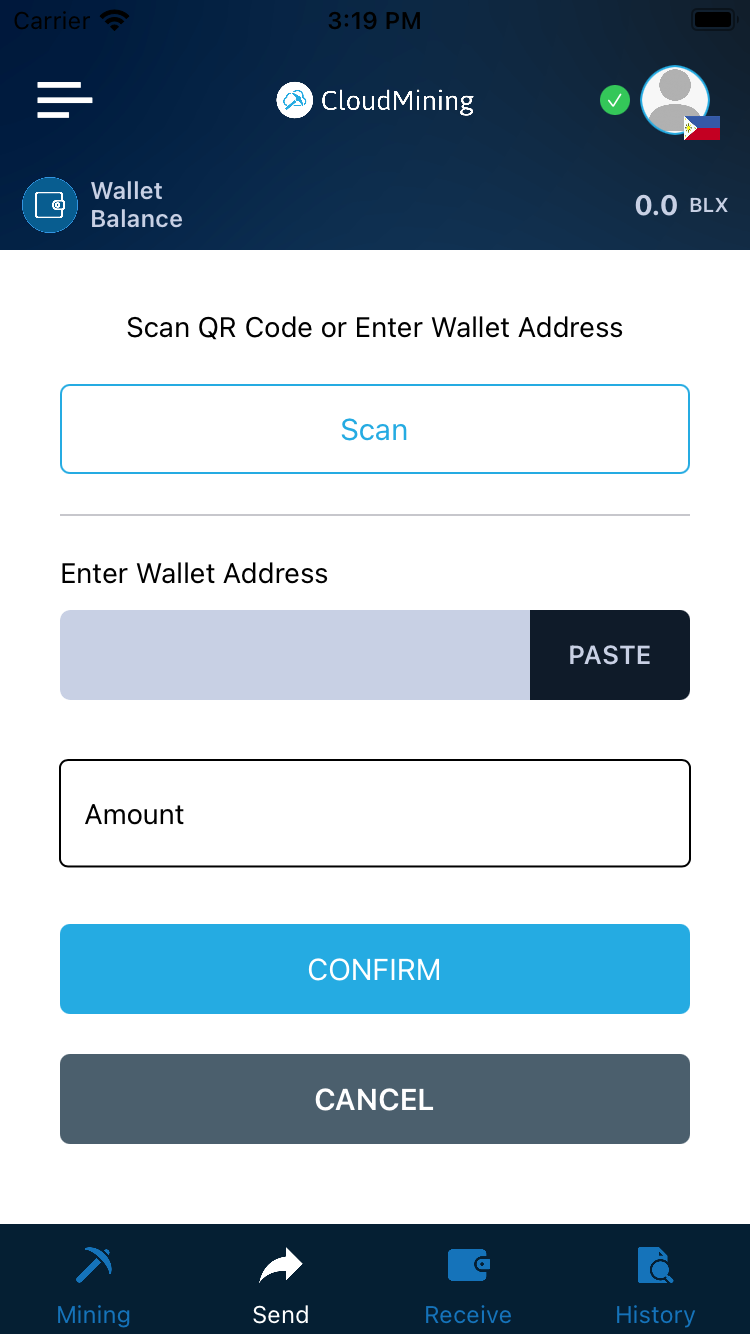 Carrier 3:19 PM
CloudMining
Wallet
Balance
0.0 BLX
Scan QR Code or Enter Wallet Address
Scan
Enter Wallet Address
PASTE
Amount
CONFIRM
CANCEL
Mining Send Receive History